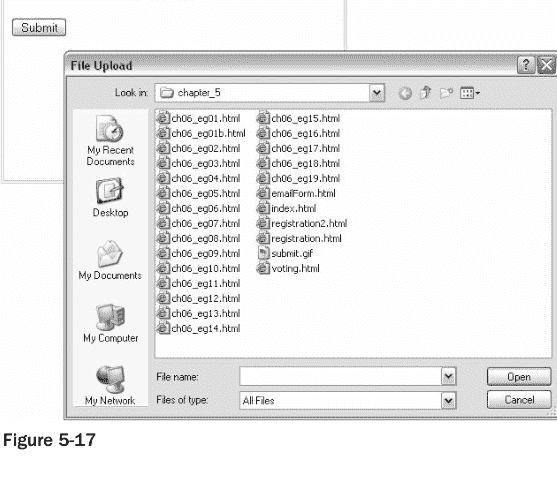 Submit
File Upload
Look in: chapter_5
My Recent
Documents
Desktop
My Documents
My Computer
My Network
ch06_eg01.html
ch06_eg01b.html
ch06_eg02.html
ch06_eg03.html
ch06_eg04.html
ch06_eg05.html
ch06_eg06.html
ch06_eg07.html
ch06_eg08.html
ch06_eg09.html
ch06_eg10.html
ch06_eg11.html
ch06_eg12.html
ch06_eg13.html
ch06_eg14.html
ch06_eg15.html
ch06_eg16.html
ch06_eg17.html
ch06_eg18.html
ch06_eg19.html
emailForm.html
index.html
registration2.html
registration.html
submit.gif
voting.html
File name:
Open
Files of type: All Files
Cancel
Figure 5-17